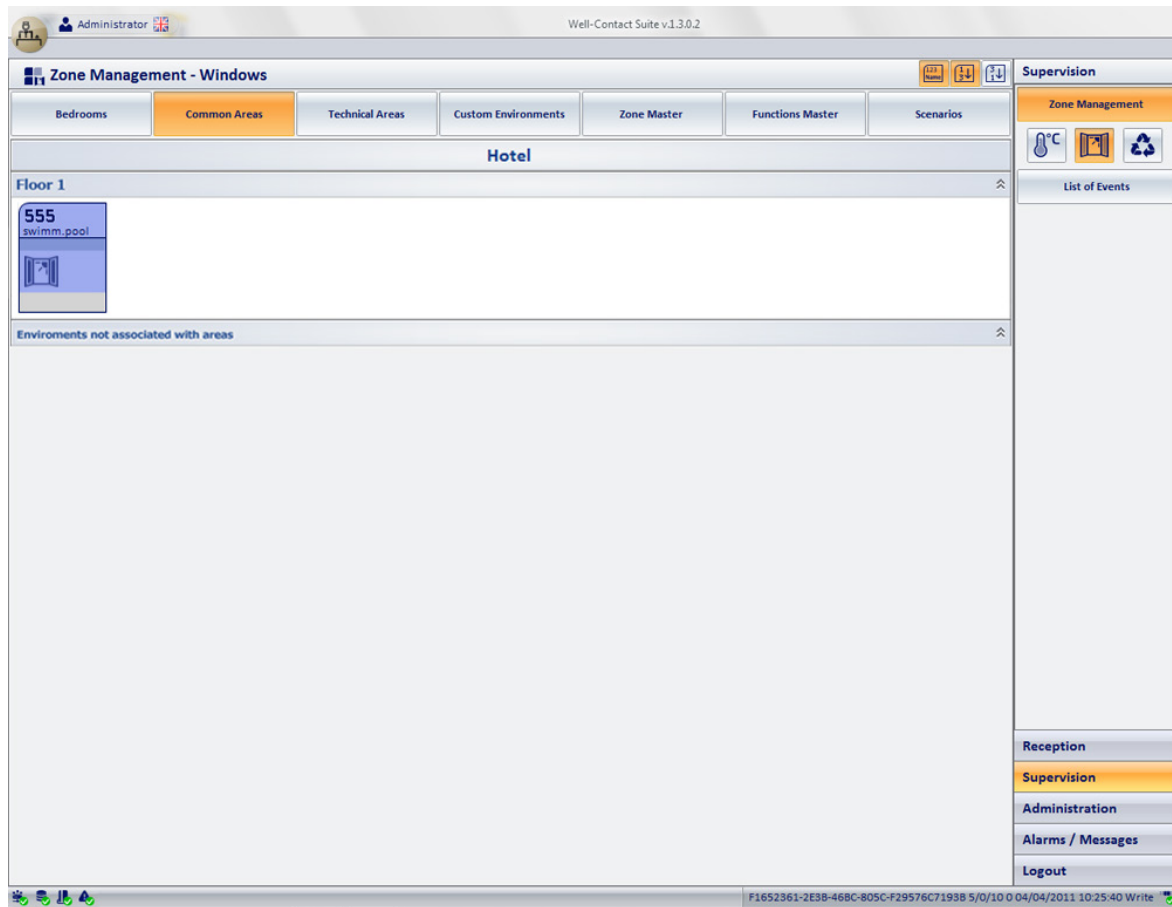 Administrator
Well-Contact Suite v.1.3.0.2
Zone Management - Windows
Bedrooms
Common Areas
Technical Areas
Custom Environments
Zone Master
Functions Master
Scenarios
Hotel
Floor 1
555
swimm.pool
Enviroments not associated with areas
Supervision
Zone Management
°C
List of Events
Reception
Supervision
Administration
Alarms / Messages
Logout
F1652361-2E3B-46BC-805C-F29576C7193B 5/0/10 0 04/04/2011 10:25:40 Write